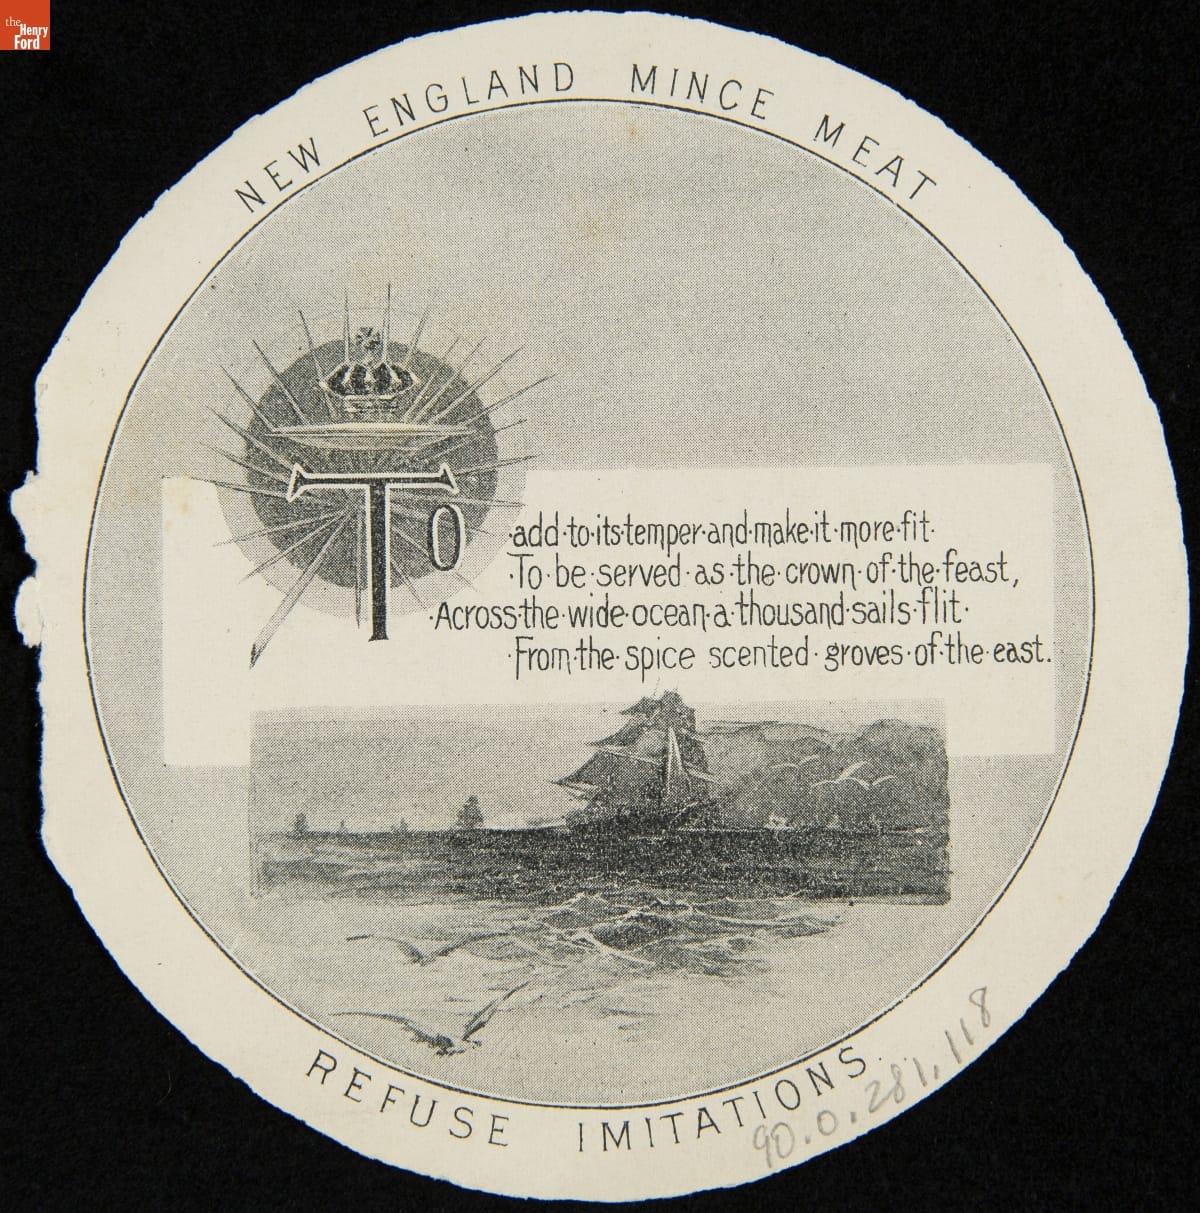 the
Henry
Ford
NEW ENGLAND MINCE MEAT
To add·to·its·temper·and·make·it·more·fit·
·To·be·served·as·the·crown·of·the·feast,
·Across·the·wide·ocean·a·thousand·sails·flit·
·From·the·spice scented·groves·of·the·east.
REFUSE IMITATIONS.
90.0.281.118